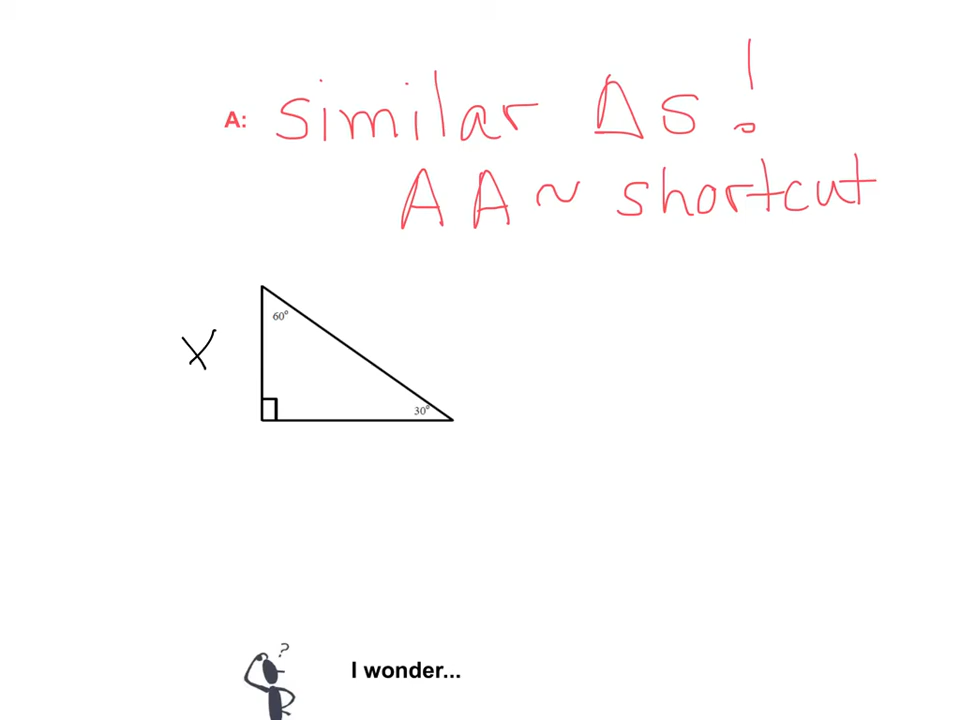 A: similar Δs!
AA~ shortcut
60°
X
30°
?
I wonder...